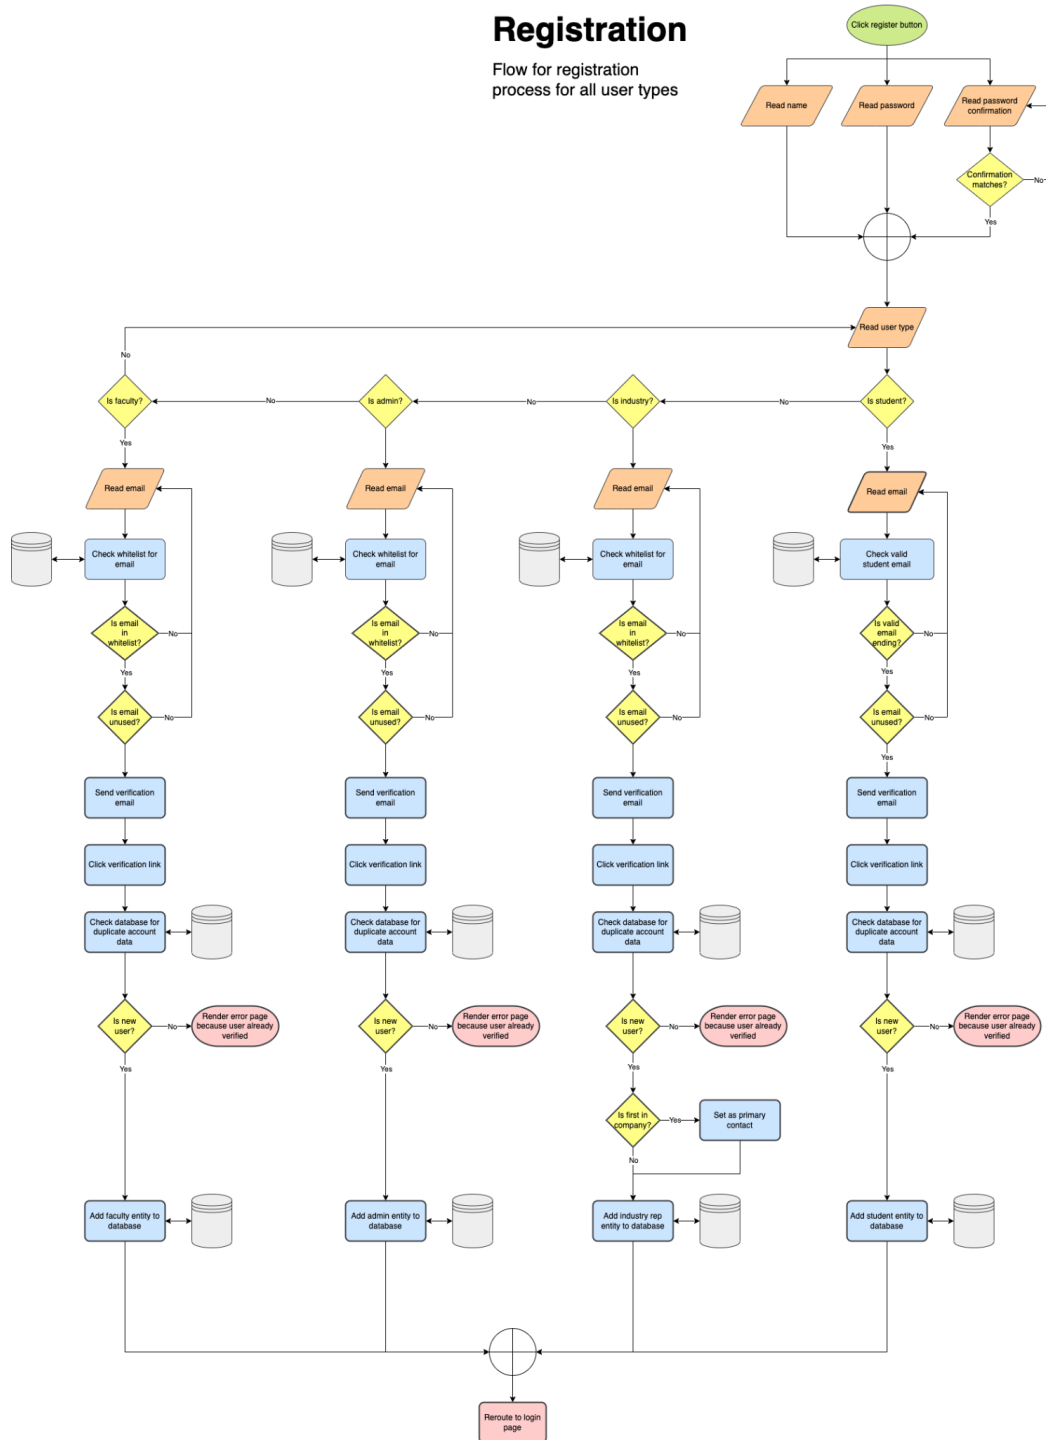 Registration
Flow for registration
process for all user types
Click register button
Read name
Read password
Read password
confirmation
Confirmation
matches?
No
Yes
Read user type
No
Is faculty?
No
Is admin?
No
Is industry?
No
Is student?
Yes
Yes
Read email
Read email
Read email
Read email
Check whitelist for
email
Check whitelist for
email
Check whitelist for
email
Check valid
student email
Is email
in
whitelist?
No
Is email
in
whitelist?
No
Is email
in
whitelist?
No
Is valid
email
ending?
No
Yes
Yes
Yes
Yes
Is email
unused?
No
Is email
unused?
No
Is email
unused?
No
Is email
unused?
No
Yes
Send verification
email
Send verification
email
Send verification
email
Send verification
email
Click verification link
Click verification link
Click verification link
Click verification link
Check database for
duplicate account
data
Check database for
duplicate account
data
Check database for
duplicate account
data
Check database for
duplicate account
data
Is new
user?
No
Render error page
because user already
verified
Is new
user?
No
Render error page
because user already
verified
Is new
user?
No
Render error page
because user already
verified
Is new
user?
No
Render error page
because user already
verified
Yes
Yes
Yes
Yes
Is first in
company?
Yes
Set as primary
contact
No
Add faculty entity to
database
Add admin entity to
database
Add industry rep
entity to database
Add student entity to
database
Reroute to login
page